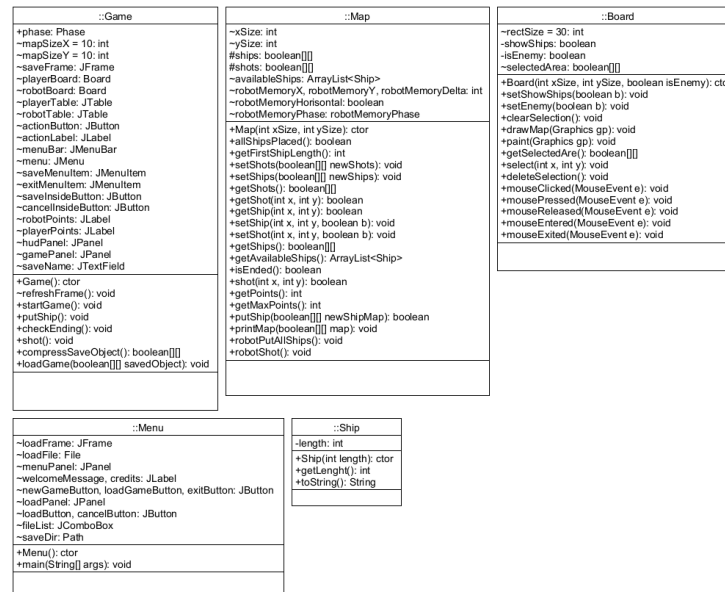 ::Game
+phase: Phase
~mapSizeX = 10: int
~mapSizeY = 10: int
~saveFrame: JFrame
~playerBoard: Board
~robotBoard: Board
~playerTable: JTable
~robotTable: JTable
~actionButton: JButton
~actionLabel: JLabel
~menuBar: JMenuBar
~menu: JMenu
~saveMenuItem: JMenuItem
~exitMenuItem: JMenuItem
~saveInsideButton: JButton
~cancelInsideButton: JButton
~robotPoints: JLabel
~playerPoints: JLabel
~hudPanel: JPanel
~gamePanel: JPanel
~saveName: JTextField
+Game(): ctor
~refreshFrame(): void
+startGame(): void
+putShip(): void
+checkEnding(): void
+shot(): void
+compressSaveObject(): boolean[][]
+loadGame(boolean[][] savedObject): void
::Map
~xSize: int
~ySize: int
#ships: boolean[][]
#shots: boolean[][]
~availableShips: ArrayList<Ship>
~robotMemoryX, robotMemoryY, robotMemoryDelta: int
~robotMemoryHorisontal: boolean
~robotMemoryPhase: robotMemoryPhase
+Map(int xSize, int ySize): ctor
+allShipsPlaced(): boolean
+getFirstShipLength(): int
+setShots(boolean[][] newShots): void
+setShips(boolean[][] newShips): void
+getShots(): boolean[][]
+getShot(int x, int y): boolean
+getShip(int x, int y): boolean
+setShip(int x, int y, boolean b): void
+setShot(int x, int y, boolean b): void
+getShips(): boolean[][]
+getAvailableShips(): ArrayList<Ship>
+isEnded(): boolean
+shot(int x, int y): boolean
+getPoints(): int
+getMaxPoints(): int
+putShip(boolean[][] newShipMap): boolean
+printMap(boolean[][] map): void
+robotPutAllShips(): void
+robotShot(): void
::Board
~rectSize = 30: int
-showShips: boolean
-isEnemy: boolean
~selectedArea: boolean[][]
+Board(int xSize, int ySize, boolean isEnemy): ctor
+setShowShips(boolean b): void
+setEnemy(boolean b): void
+clearSelection(): void
+drawMap(Graphics gp): void
+paint(Graphics gp): void
+getSelectedAre(): boolean[][]
+select(int x, int y): void
+deleteSelection(): void
+mouseClicked(MouseEvent e): void
+mousePressed(MouseEvent e): void
+mouseReleased(MouseEvent e): void
+mouseEntered(MouseEvent e): void
+mouseExited(MouseEvent e): void
::Menu
~loadFrame: JFrame
~loadFile: File
~menuPanel: JPanel
~welcomeMessage, credits: JLabel
~newGameButton, loadGameButton, exitButton: JButton
~loadPanel: JPanel
~loadButton, cancelButton: JButton
~fileList: JComboBox
~saveDir: Path
+Menu(): ctor
+main(String[] args): void
::Ship
-length: int
+Ship(int length): ctor
+getLenght(): int
+toString(): String